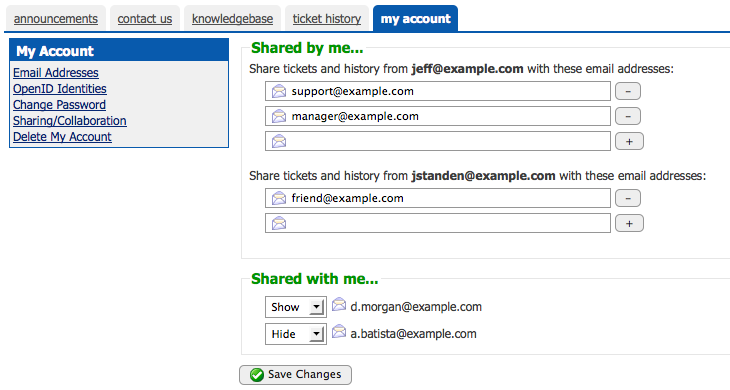 announcements contact us knowledgebase ticket history my account
My Account
Email Addresses
OpenID Identities
Change Password
Sharing/Collaboration
Delete My Account
Shared by me...
Share tickets and history from jeff@example.com with these email addresses:
support@example.com -
manager@example.com -
+
Share tickets and history from jstanden@example.com with these email addresses:
friend@example.com -
+
Shared with me...
Show d.morgan@example.com
Hide a.batista@example.com
Save Changes